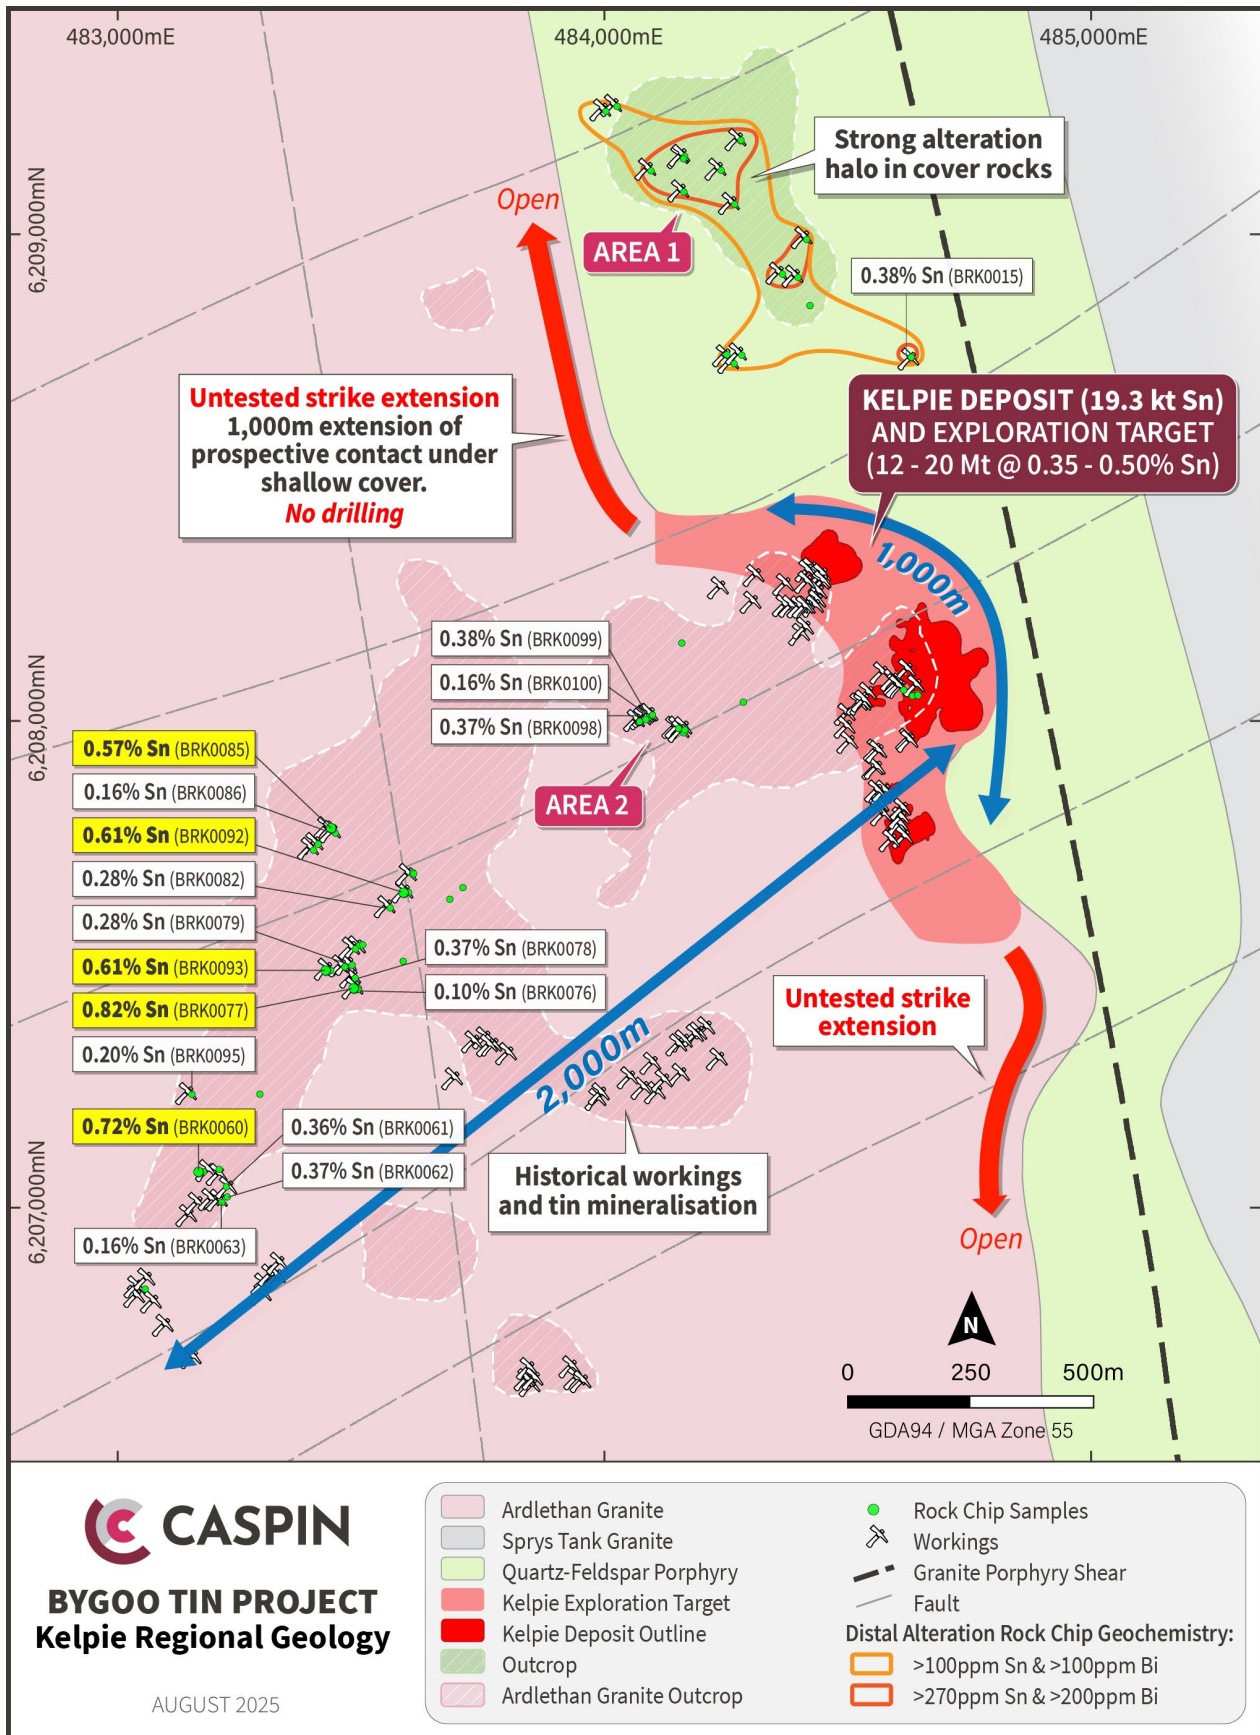 483,000mE
484,000mE
485,000mE
6,209,000mN
6,208,000mN
6,207,000mN
Strong alteration
halo in cover rocks
Open
AREA 1
0.38% Sn (BRK0015)
Untested strike extension
1,000m extension of
prospective contact under
shallow cover.
No drilling
KELPIE DEPOSIT (19.3 kt Sn)
AND EXPLORATION TARGET
(12 - 20 Mt @ 0.35 - 0.50% Sn)
1,000m
0.38% Sn (BRK0099)
0.16% Sn (BRK0100)
0.37% Sn (BRK0098)
AREA 2
0.57% Sn (BRK0085)
0.16% Sn (BRK0086)
0.61% Sn (BRK0092)
0.28% Sn (BRK0082)
0.28% Sn (BRK0079)
0.61% Sn (BRK0093)
0.82% Sn (BRK0077)
0.20% Sn (BRK0095)
0.72% Sn (BRK0060)
0.37% Sn (BRK0078)
0.10% Sn (BRK0076)
0.36% Sn (BRK0061)
0.37% Sn (BRK0062)
0.16% Sn (BRK0063)
2,000m
Untested strike
extension
Historical workings
and tin mineralisation
Open
N
0 250 500m
GDA94 / MGA Zone 55
CASPIN
BYGOO TIN PROJECT
Kelpie Regional Geology
AUGUST 2025
Ardlethan Granite
Sprys Tank Granite
Quartz-Feldspar Porphyry
Kelpie Exploration Target
Kelpie Deposit Outline
Outcrop
Ardlethan Granite Outcrop
Rock Chip Samples
Workings
Granite Porphyry Shear
Fault
Distal Alteration Rock Chip Geochemistry:
>100ppm Sn & >100ppm Bi
>270ppm Sn & >200ppm Bi